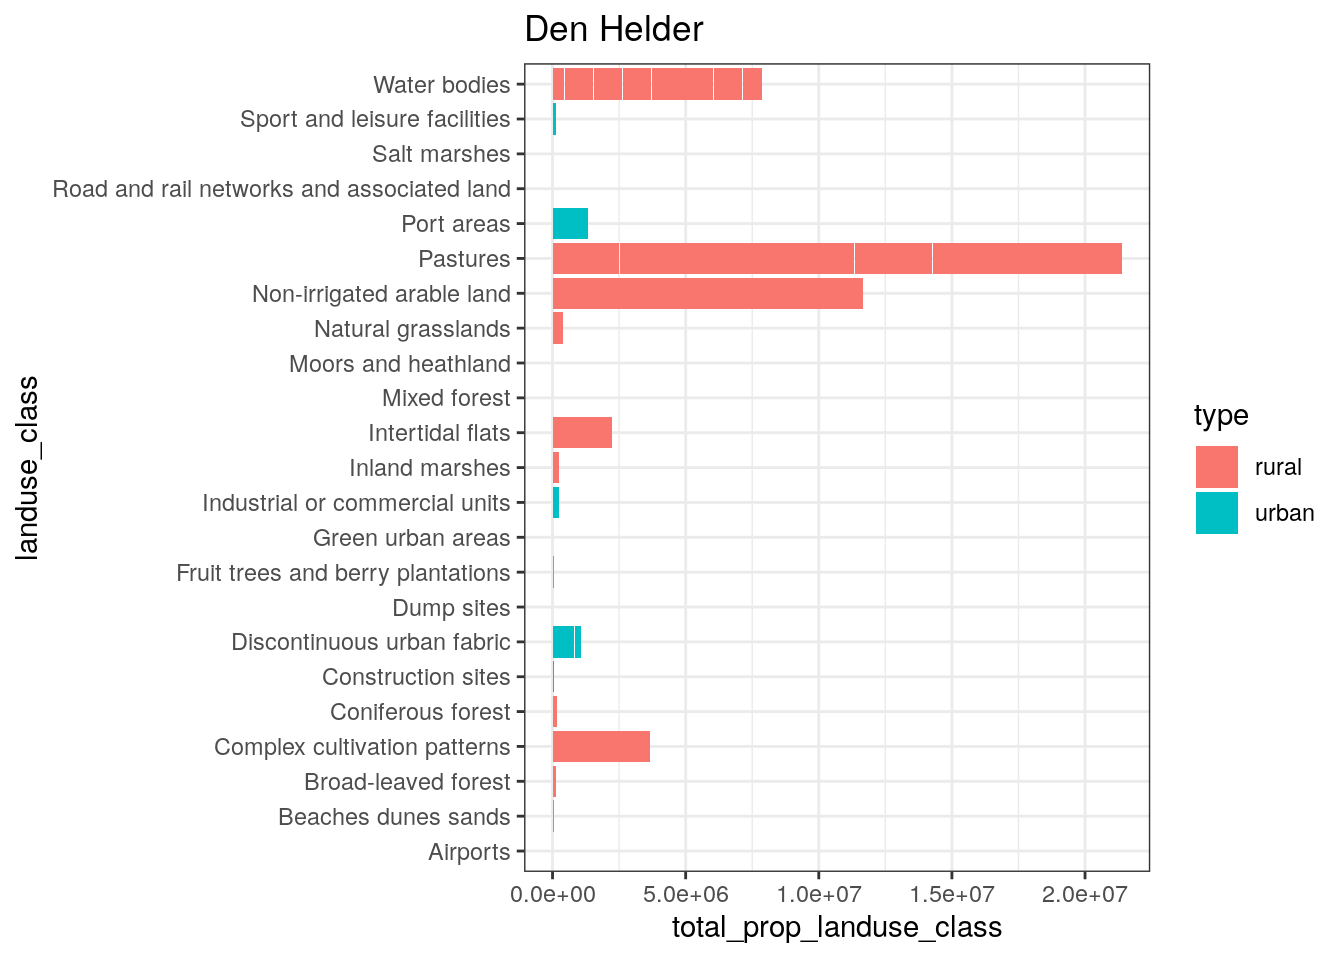 Den Helder
Water bodies
Sport and leisure facilities
Salt marshes
Road and rail networks and associated land
Port areas
Pastures
Non-irrigated arable land
Natural grasslands
Moors and heathland
Mixed forest
Intertidal flats
Inland marshes
Industrial or commercial units
Green urban areas
Fruit trees and berry plantations
Dump sites
Discontinuous urban fabric
Construction sites
Coniferous forest
Complex cultivation patterns
Broad-leaved forest
Beaches dunes sands
Airports
landuse_class
0.0e+00 5.0e+06 1.0e+07 1.5e+07 2.0e+07
total_prop_landuse_class
type
rural
urban